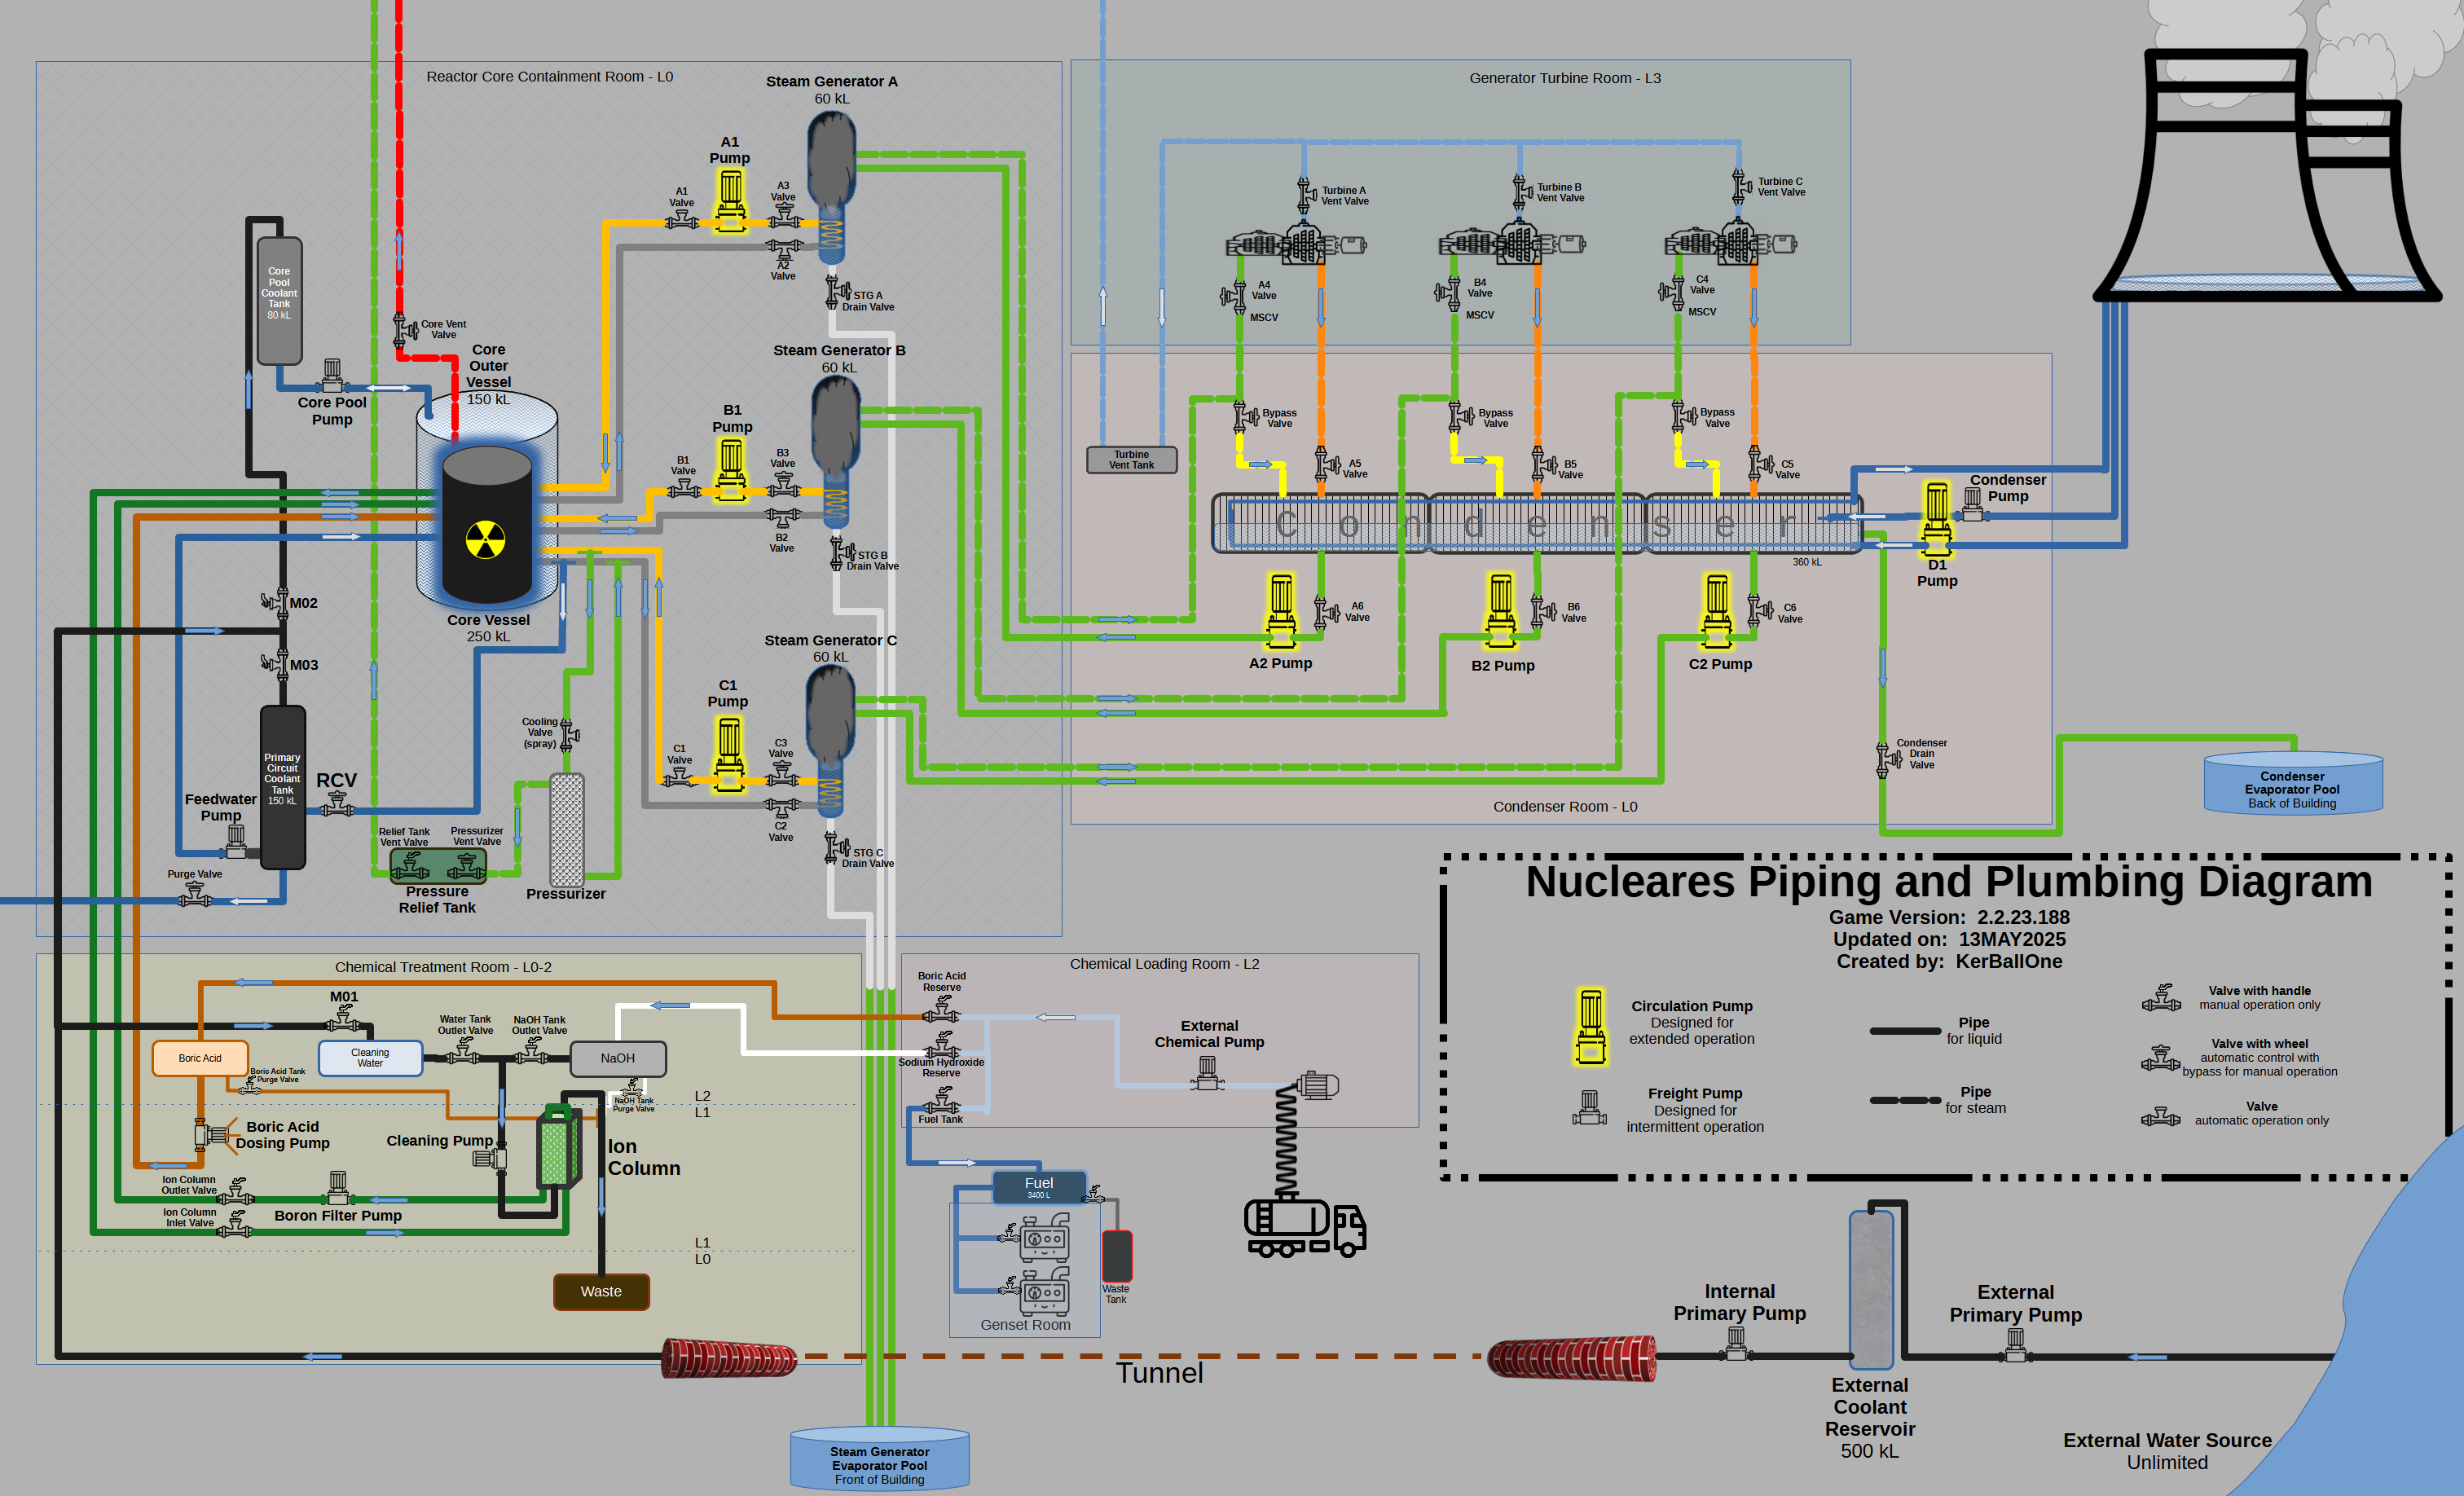 Reactor Core Containment Room - L0
Steam Generator A
60 kL
A1
Pump
A1
Valve
A3
Valve
A2
Valve
STG A
Drain Valve
Core
Pool
Coolant
Tank
80 kL
Core Vent
Valve
Core Pool
Pump
Core
Outer
Vessel
150 kL
Steam Generator B
60 kL
B1
Pump
B1
Valve
B3
Valve
B2
Valve
STG B
Drain Valve
Core Vessel
250 kL
M02
M03
Steam Generator C
60 kL
C1
Pump
C1
Valve
C3
Valve
C2
Valve
STG C
Drain Valve
Cooling
Valve
(spray)
Primary
Circuit
Coolant
Tank
150 kL
RCV
Feedwater
Pump
Purge Valve
Relief Tank
Vent Valve
Pressurizer
Vent Valve
Pressure
Relief Tank
Pressurizer
Generator Turbine Room - L3
Turbine A
Vent Valve
Turbine B
Vent Valve
Turbine C
Vent Valve
A4
Valve
MSCV
B4
Valve
MSCV
C4
Valve
MSCV
Bypass
Valve
Bypass
Valve
Bypass
Valve
Turbine
Vent Tank
A5
Valve
B5
Valve
C5
Valve
Condenser
360 kL
Condenser
Pump
D1
Pump
A6
Valve
B6
Valve
C6
Valve
A2 Pump
B2 Pump
C2 Pump
Condenser
Drain
Valve
Condenser Room - L0
Condenser
Evaporator Pool
Back of Building
Nucleares Piping and Plumbing Diagram
Game Version: 2.2.23.188
Updated on: 13MAY2025
Created by: KerBallOne
Circulation Pump
Designed for
extended operation
Freight Pump
Designed for
intermittent operation
Pipe
for liquid
Pipe
for steam
Valve with handle
manual operation only
Valve with wheel
automatic control with
bypass for manual operation
Valve
automatic operation only
Chemical Treatment Room - L0-2
M01
Boric Acid
Cleaning
Water
Water Tank
Outlet Valve
NaOH Tank
Outlet Valve
NaOH
Boric Acid Tank
Purge Valve
NaOH Tank
Purge Valve
L2
L1
Boric Acid
Dosing Pump
Cleaning Pump
Ion
Column
Ion Column
Outlet Valve
Ion Column
Inlet Valve
Boron Filter Pump
L1
L0
Waste
Chemical Loading Room - L2
Boric Acid
Reserve
Sodium Hydroxide
Reserve
Fuel Tank
External
Chemical Pump
Fuel
3400 L
Waste
Tank
Genset Room
Tunnel
Internal
Primary Pump
External
Primary Pump
External
Coolant
Reservoir
500 kL
External Water Source
Unlimited
Steam Generator
Evaporator Pool
Front of Building